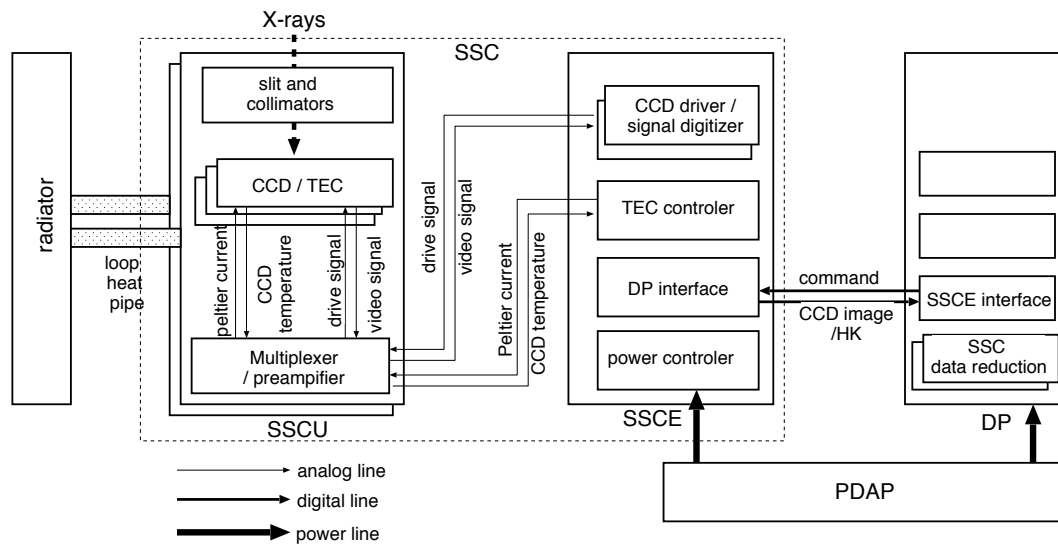 X-rays
SSC
slit and
collimators
CCD / TEC
radiator
loop
heat
pipe
peltier current
CCD
temperature
drive signal
video signal
Multiplexer
/ preampifier
SSCU
drive signal
video signal
Peltier current
CCD temperature
CCD driver /
signal digitizer
TEC controler
DP interface
power controler
SSCE
command
CCD image
/HK
SSCE interface
SSC
data reduction
DP
PDAP
analog line
digital line
power line